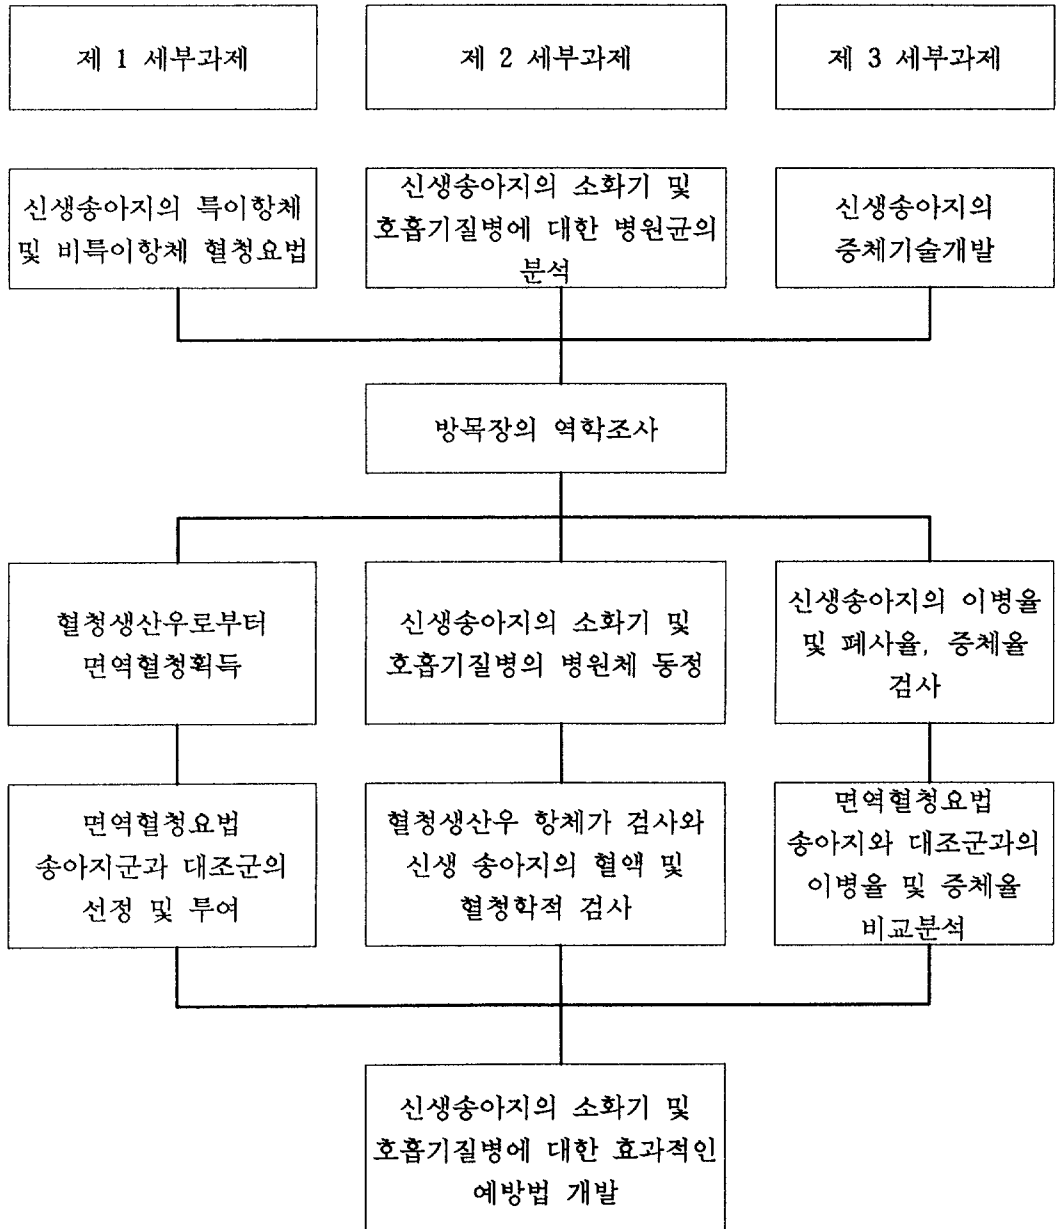 제 1 세부과제
제 2 세부과제
제 3 세부과제
신생송아지의 특이항체
및 비특이항체 혈청요법
신생송아지의 소화기 및
호흡기질병에 대한 병원균의
분석
신생송아지의
증체기술개발
방목장의 역학조사
혈청생산우로부터
면역혈청획득
신생송아지의 소화기 및
호흡기질병의 병원체 동정
신생송아지의 이병율
및 폐사율, 증체율
검사
면역혈청요법
송아지군과 대조군의
선정 및 투여
혈청생산우 항체가 검사와
신생 송아지의 혈액 및
혈청학적 검사
면역혈청요법
송아지와 대조군과의
이병율 및 증체율
비교분석
신생송아지의 소화기 및
호흡기질병에 대한 효과적인
예방법 개발